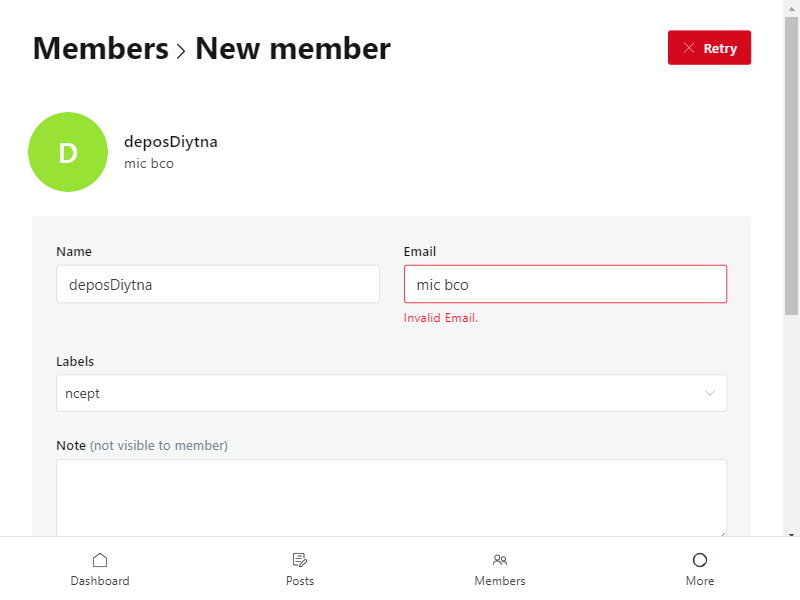 Members > New member
Retry
D
deposDiytna
mic bco
Name
Email
deposDiytna
mic bco
Invalid Email.
Labels
ncept
Note (not visible to member)
Dashboard
Posts
Members
More